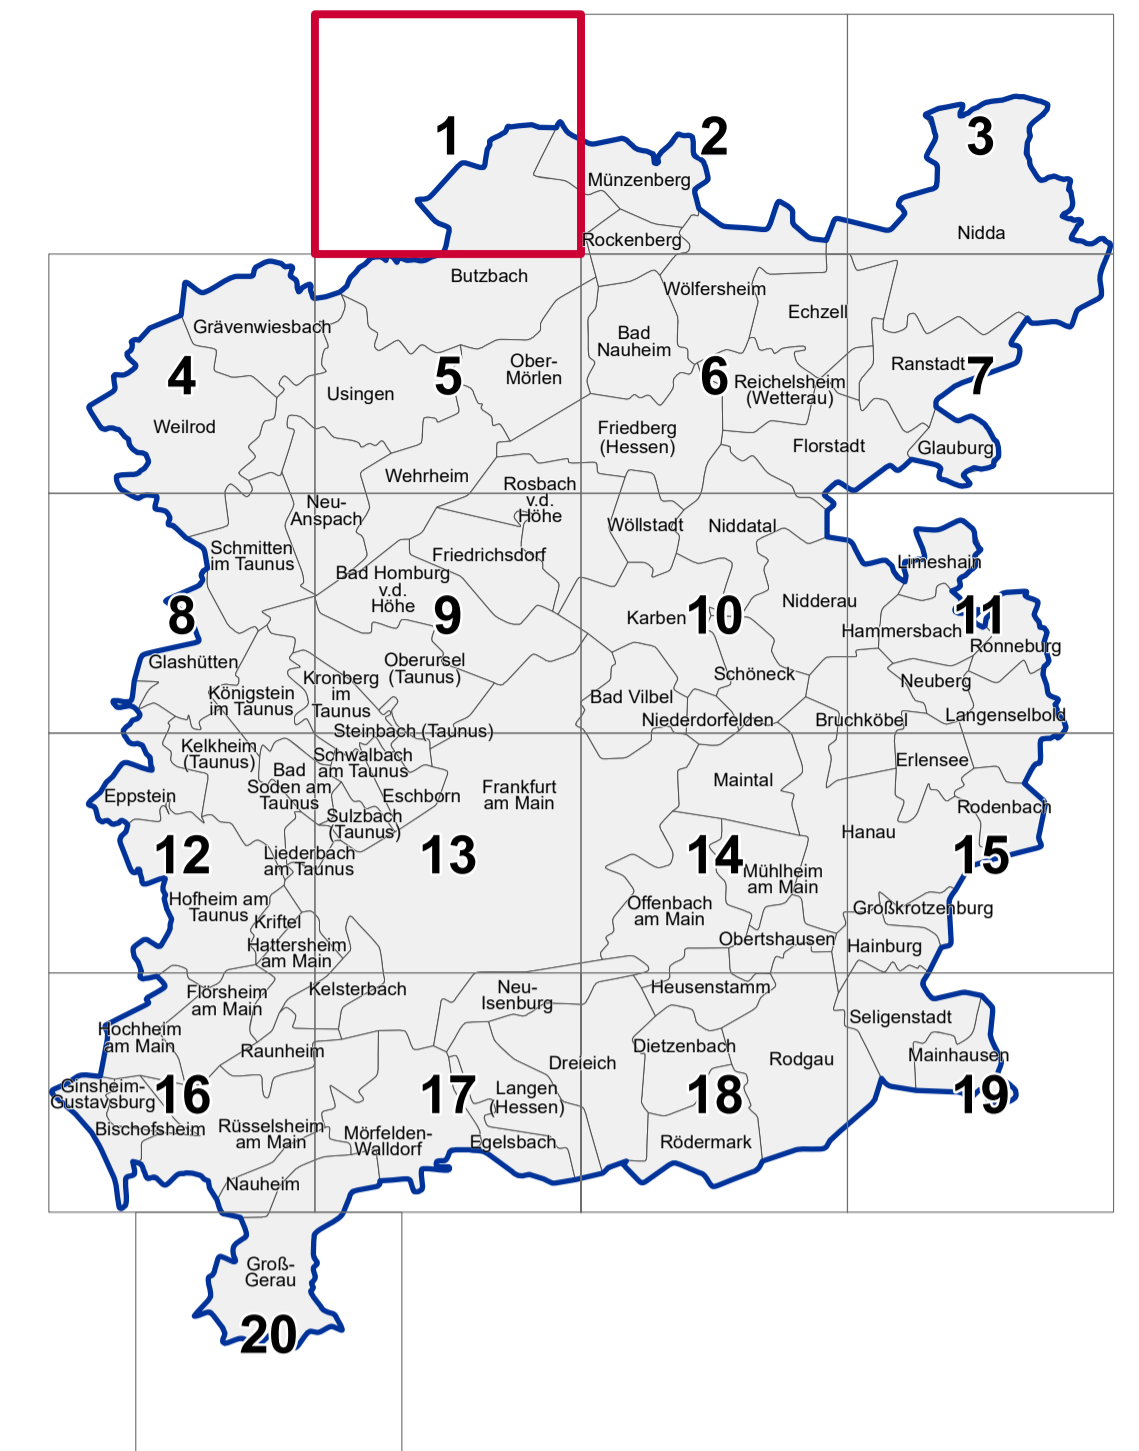 1
2
3
Münzenberg
Nidda
Rockenberg
Butzbach
Wölfersheim
Echzell
Grävenwiesbach
Bad
Nauheim
Ober-
Mörlen
Ranstadt
4
5
6
7
Usingen
Reichelsheim
(Wetterau)
Weilrod
Friedberg
(Hessen)
Florstadt
Glauburg
Wehrheim
Rosbach
v.d.
Höhe
Neu-
Anspach
Wöllstadt
Niddatal
Schmitten
im Taunus
Friedrichsdorf
Limeshain
Bad Homburg
v.d.
Höhe
8
9
10
11
Karben
Nidderau
Hammersbach
Ronneburg
Glashütten
Oberursel
(Taunus)
Kronberg
im
Taunus
Königstein
im Taunus
Schöneck
Neuberg
Bad Vilbel
Niederdorfelden
Bruchköbel
Langenselbold
Steinbach (Taunus)
Kelkheim
(Taunus)
Schwalbach
am Taunus
Bad
Soden am
Taunus
Erlensee
Eppstein
Eschborn
Frankfurt
am Main
Maintal
Rodenbach
Sulzbach
(Taunus)
Hanau
12
13
14
15
Liederbach
am Taunus
Mühlheim
am Main
Hofheim am
Taunus
Kriftel
Offenbach
am Main
Großkrotzenburg
Hattersheim
am Main
Obertshausen
Hainburg
Flörsheim
am Main
Kelsterbach
Neu-
Isenburg
Heusenstamm
Hochheim
am Main
Seligenstadt
Raunheim
Dreieich
Dietzenbach
Rodgau
Mainhausen
Ginsheim-
Gustavsburg
16
17
18
19
Langen
(Hessen)
Bischofsheim
Rüsselsheim
am Main
Mörfelden-
Walldorf
Egelsbach
Rödermark
Nauheim
Groß-
Gerau
20